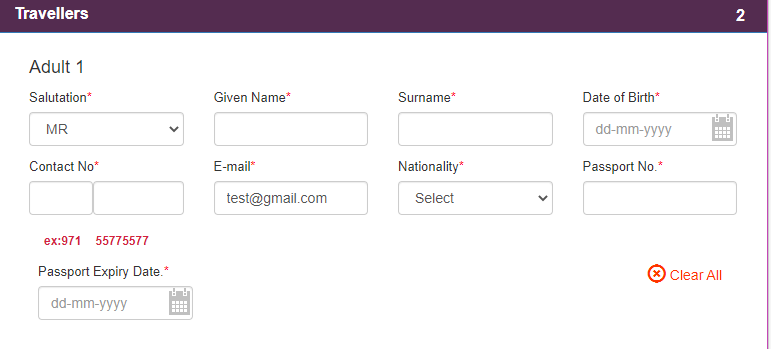 Travellers 2
Adult 1
Salutation* Given Name* Surname* Date of Birth*
MR dd-mm-yyyy
Contact No* E-mail* Nationality* Passport No.*
test@gmail.com Select
ex:971 55775577
Passport Expiry Date.* Clear All
dd-mm-yyyy